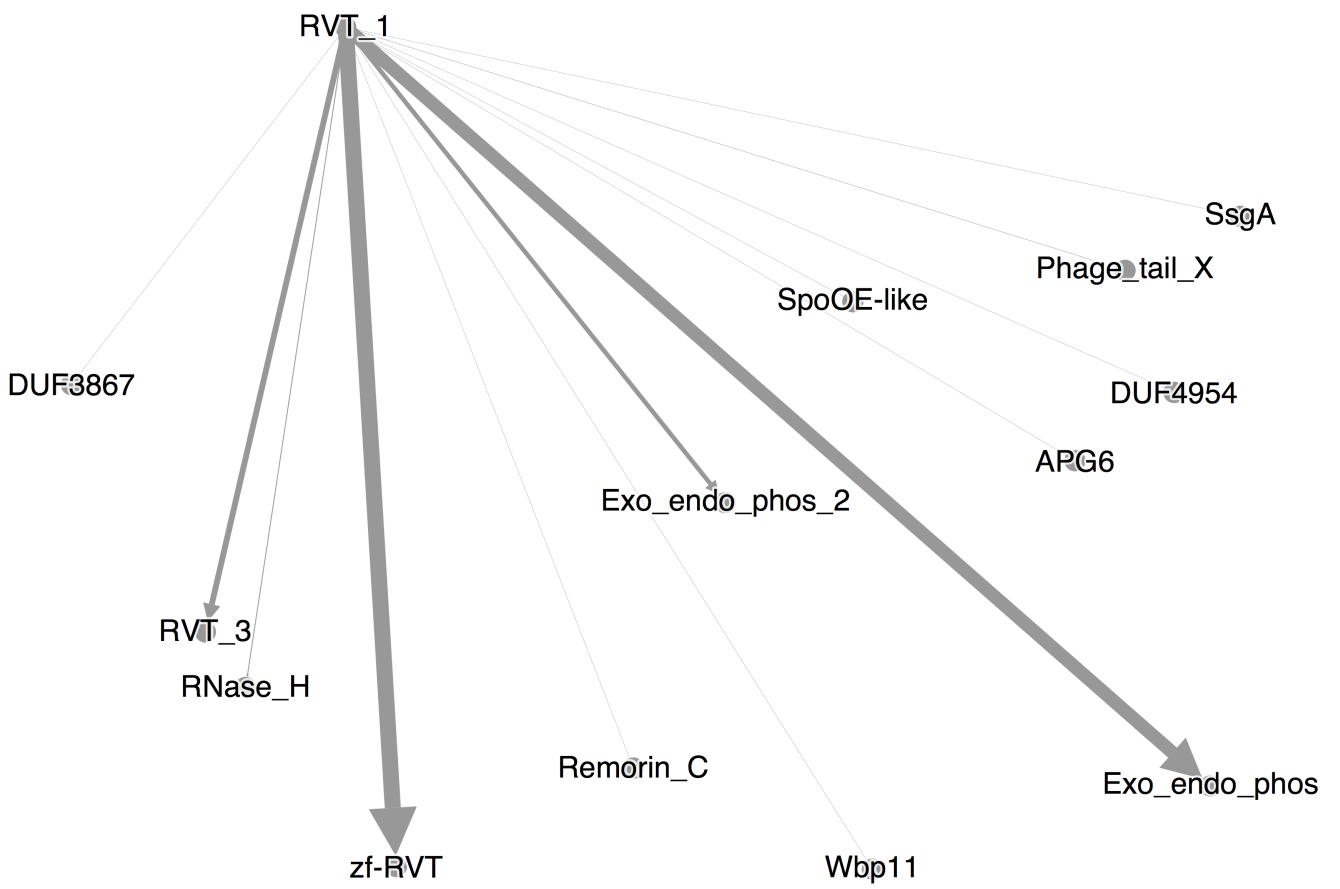 RVT_1
SsgA
Phage_tail_X
SpoOE-like
DUF3867
DUF4954
APG6
Exo_endo_phos_2
RVT_3
RNase_H
Remorin_C
Exo_endo_phos
zf-RVT
Wbp11